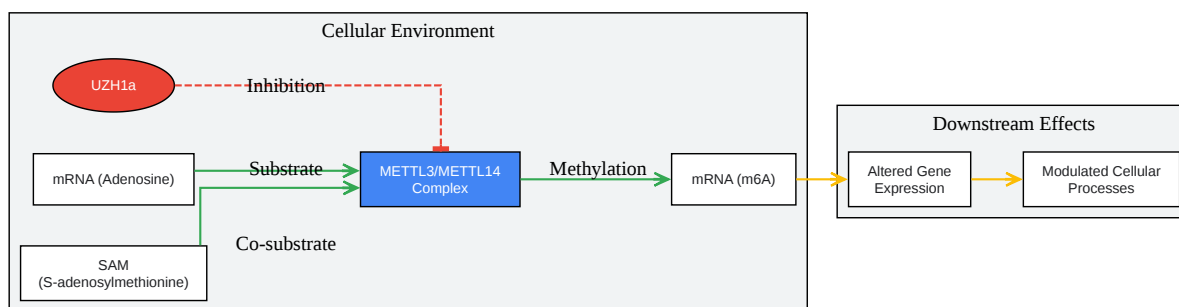 Cellular Environment
UZH1a
Inhibition
Downstream Effects
mRNA (Adenosine)
Substrate
METTL3/METTL14
Complex
Methylation
mRNA (m6A)
Altered Gene
Expression
Modulated Cellular
Processes
Co-substrate
SAM
(S-adenosylmethionine)